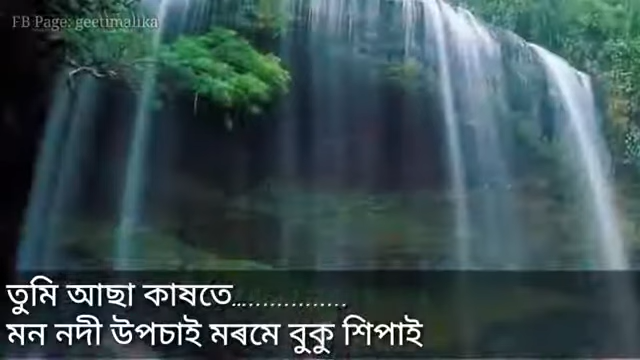 FB Page: geetimalika
তুমি আছা কাষতে..................
মন নদী উপচাই মৰমে বুকু শিপাই